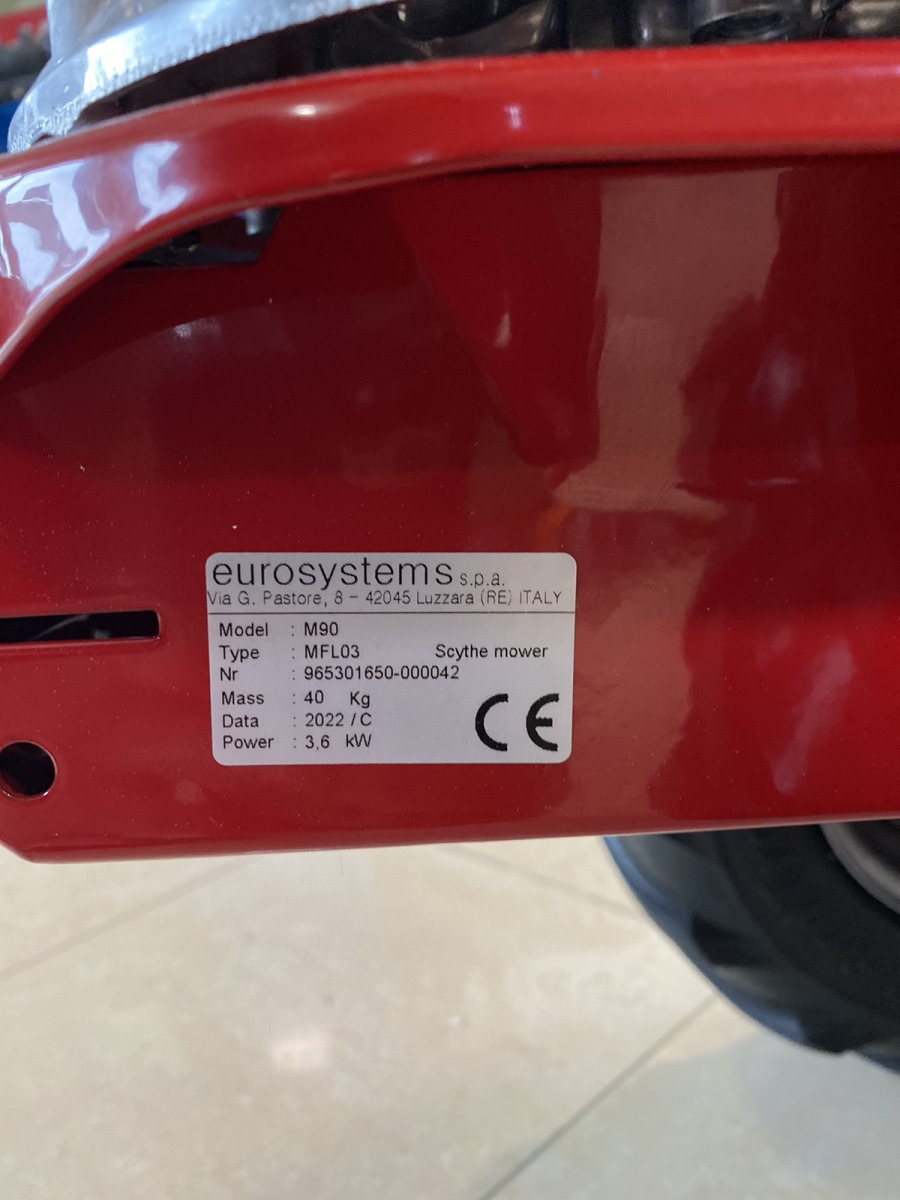 eurosystems s.p.a.
Via G. Pastore, 8 - 42045 Luzzara (RE) ITALY
Model : M90
Type : MFL03 Scythe mower
Nr : 965301650-000042
Mass : 40 Kg
Data : 2022 / C
Power : 3,6 kW
CE